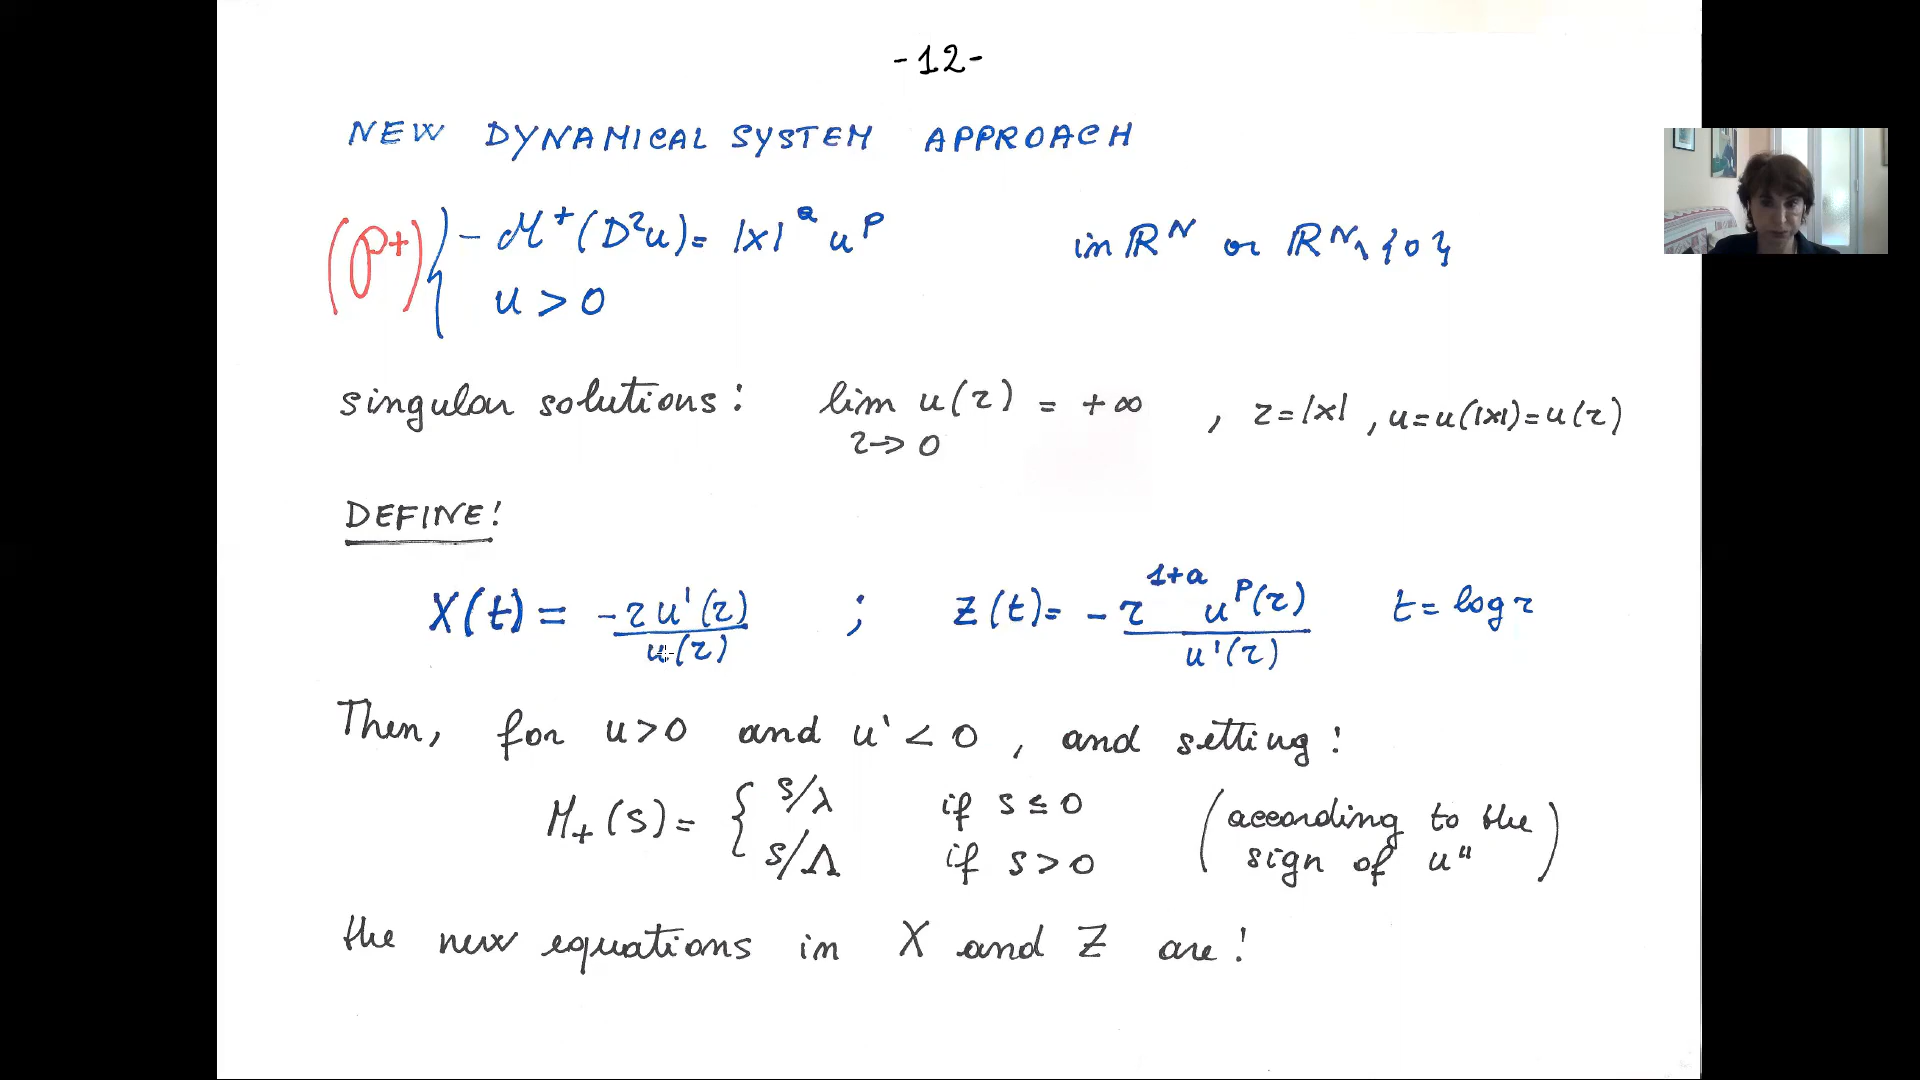 -12-
NEW DYNAMICAL SYSTEM APPROACH
(P+) { - M⁺(D²u) = |x|ᵃ uᵖ in ℝᴺ or ℝᴺ\{0}
u > 0
singular solutions: lim u(r) = +∞ , r=|x| , u=u(|x|)=u(r)
r→0
DEFINE:
X(t) = -r u'(r)/u(r) ; Z(t) = - r¹⁺ᵃ uᵖ(r)/u'(r) t = log r
Then, for u>0 and u'<0 , and setting:
M₊(s) = { s/λ if s ≤ 0 (according to the
s/Λ if s > 0 sign of u")
the new equations in X and Z are: